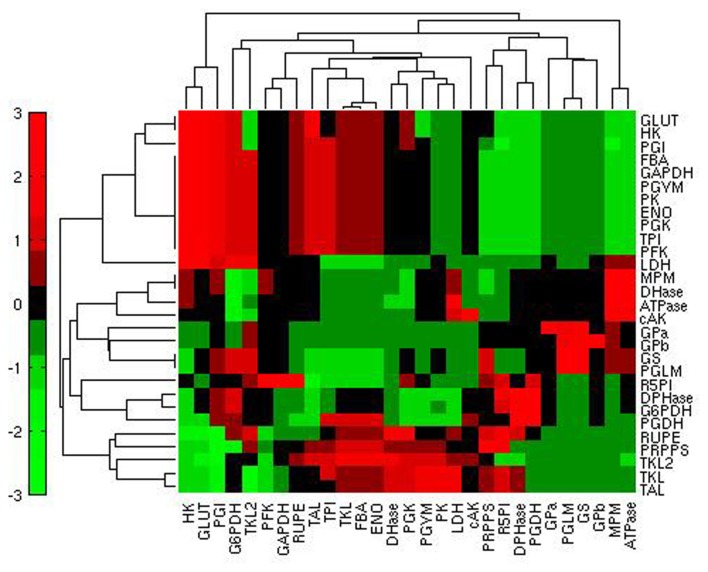 3
2
1
0
-1
-2
-3
GLUT
HK
PGI
FBA
GAPDH
PGYM
PK
ENO
PGK
TPI
PFK
LDH
MPM
DHase
ATPase
cAK
GPa
GPb
GS
PGLM
R5PI
DPHase
G6PDH
PGDH
RUPE
PRPPS
TKL2
TKL
TAL
HK
GLUT
PGI
G6PDH
TKL2
PFK
GAPDH
RUPE
TAL
TPI
TKL
FBA
ENO
DHase
PGK
PGYM
PK
LDH
cAK
PRPPS
R5PI
DPHase
PGDH
GPa
PGLM
GS
GPb
MPM
ATPase